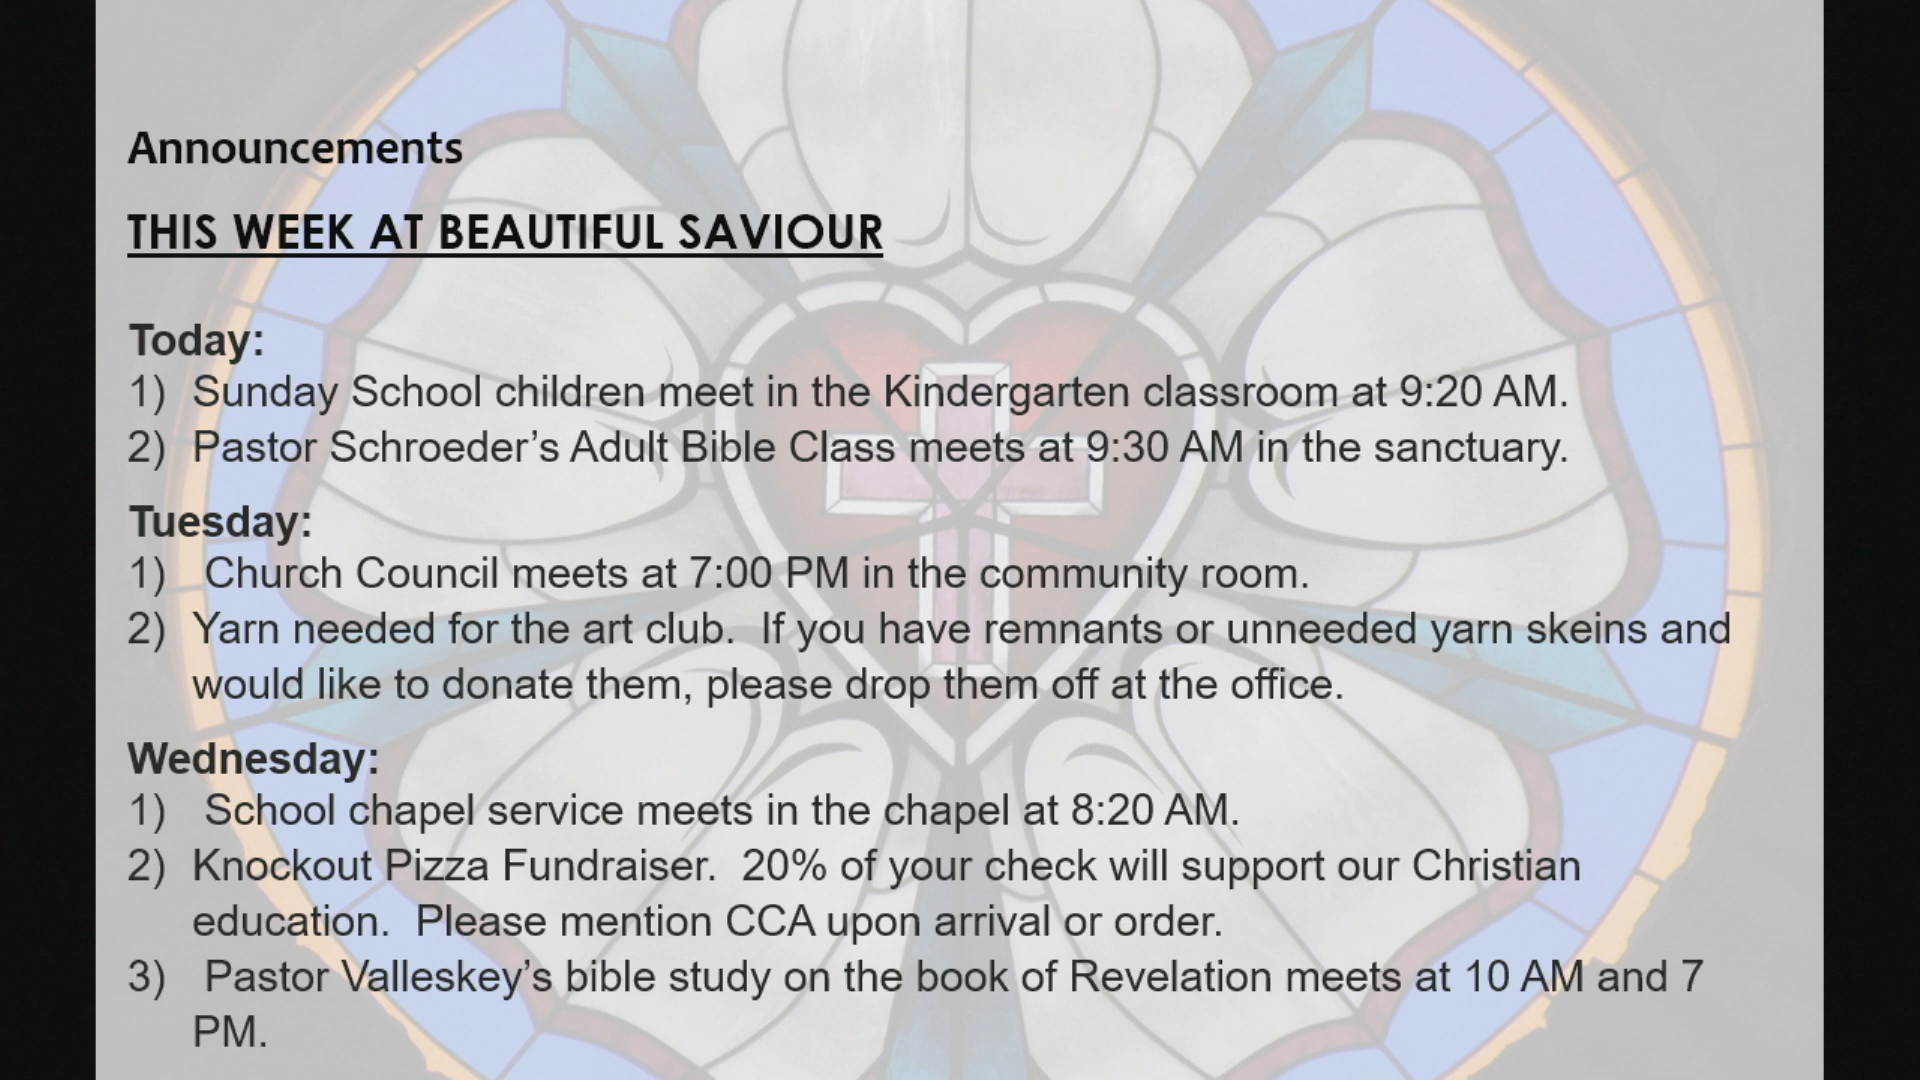 Announcements
THIS WEEK AT BEAUTIFUL SAVIOUR
Today:
1) Sunday School children meet in the Kindergarten classroom at 9:20 AM.
2) Pastor Schroeder’s Adult Bible Class meets at 9:30 AM in the sanctuary.
Tuesday:
1) Church Council meets at 7:00 PM in the community room.
2) Yarn needed for the art club. If you have remnants or unneeded yarn skeins and
would like to donate them, please drop them off at the office.
Wednesday:
1) School chapel service meets in the chapel at 8:20 AM.
2) Knockout Pizza Fundraiser. 20% of your check will support our Christian
education. Please mention CCA upon arrival or order.
3) Pastor Valleskey’s bible study on the book of Revelation meets at 10 AM and 7
PM.